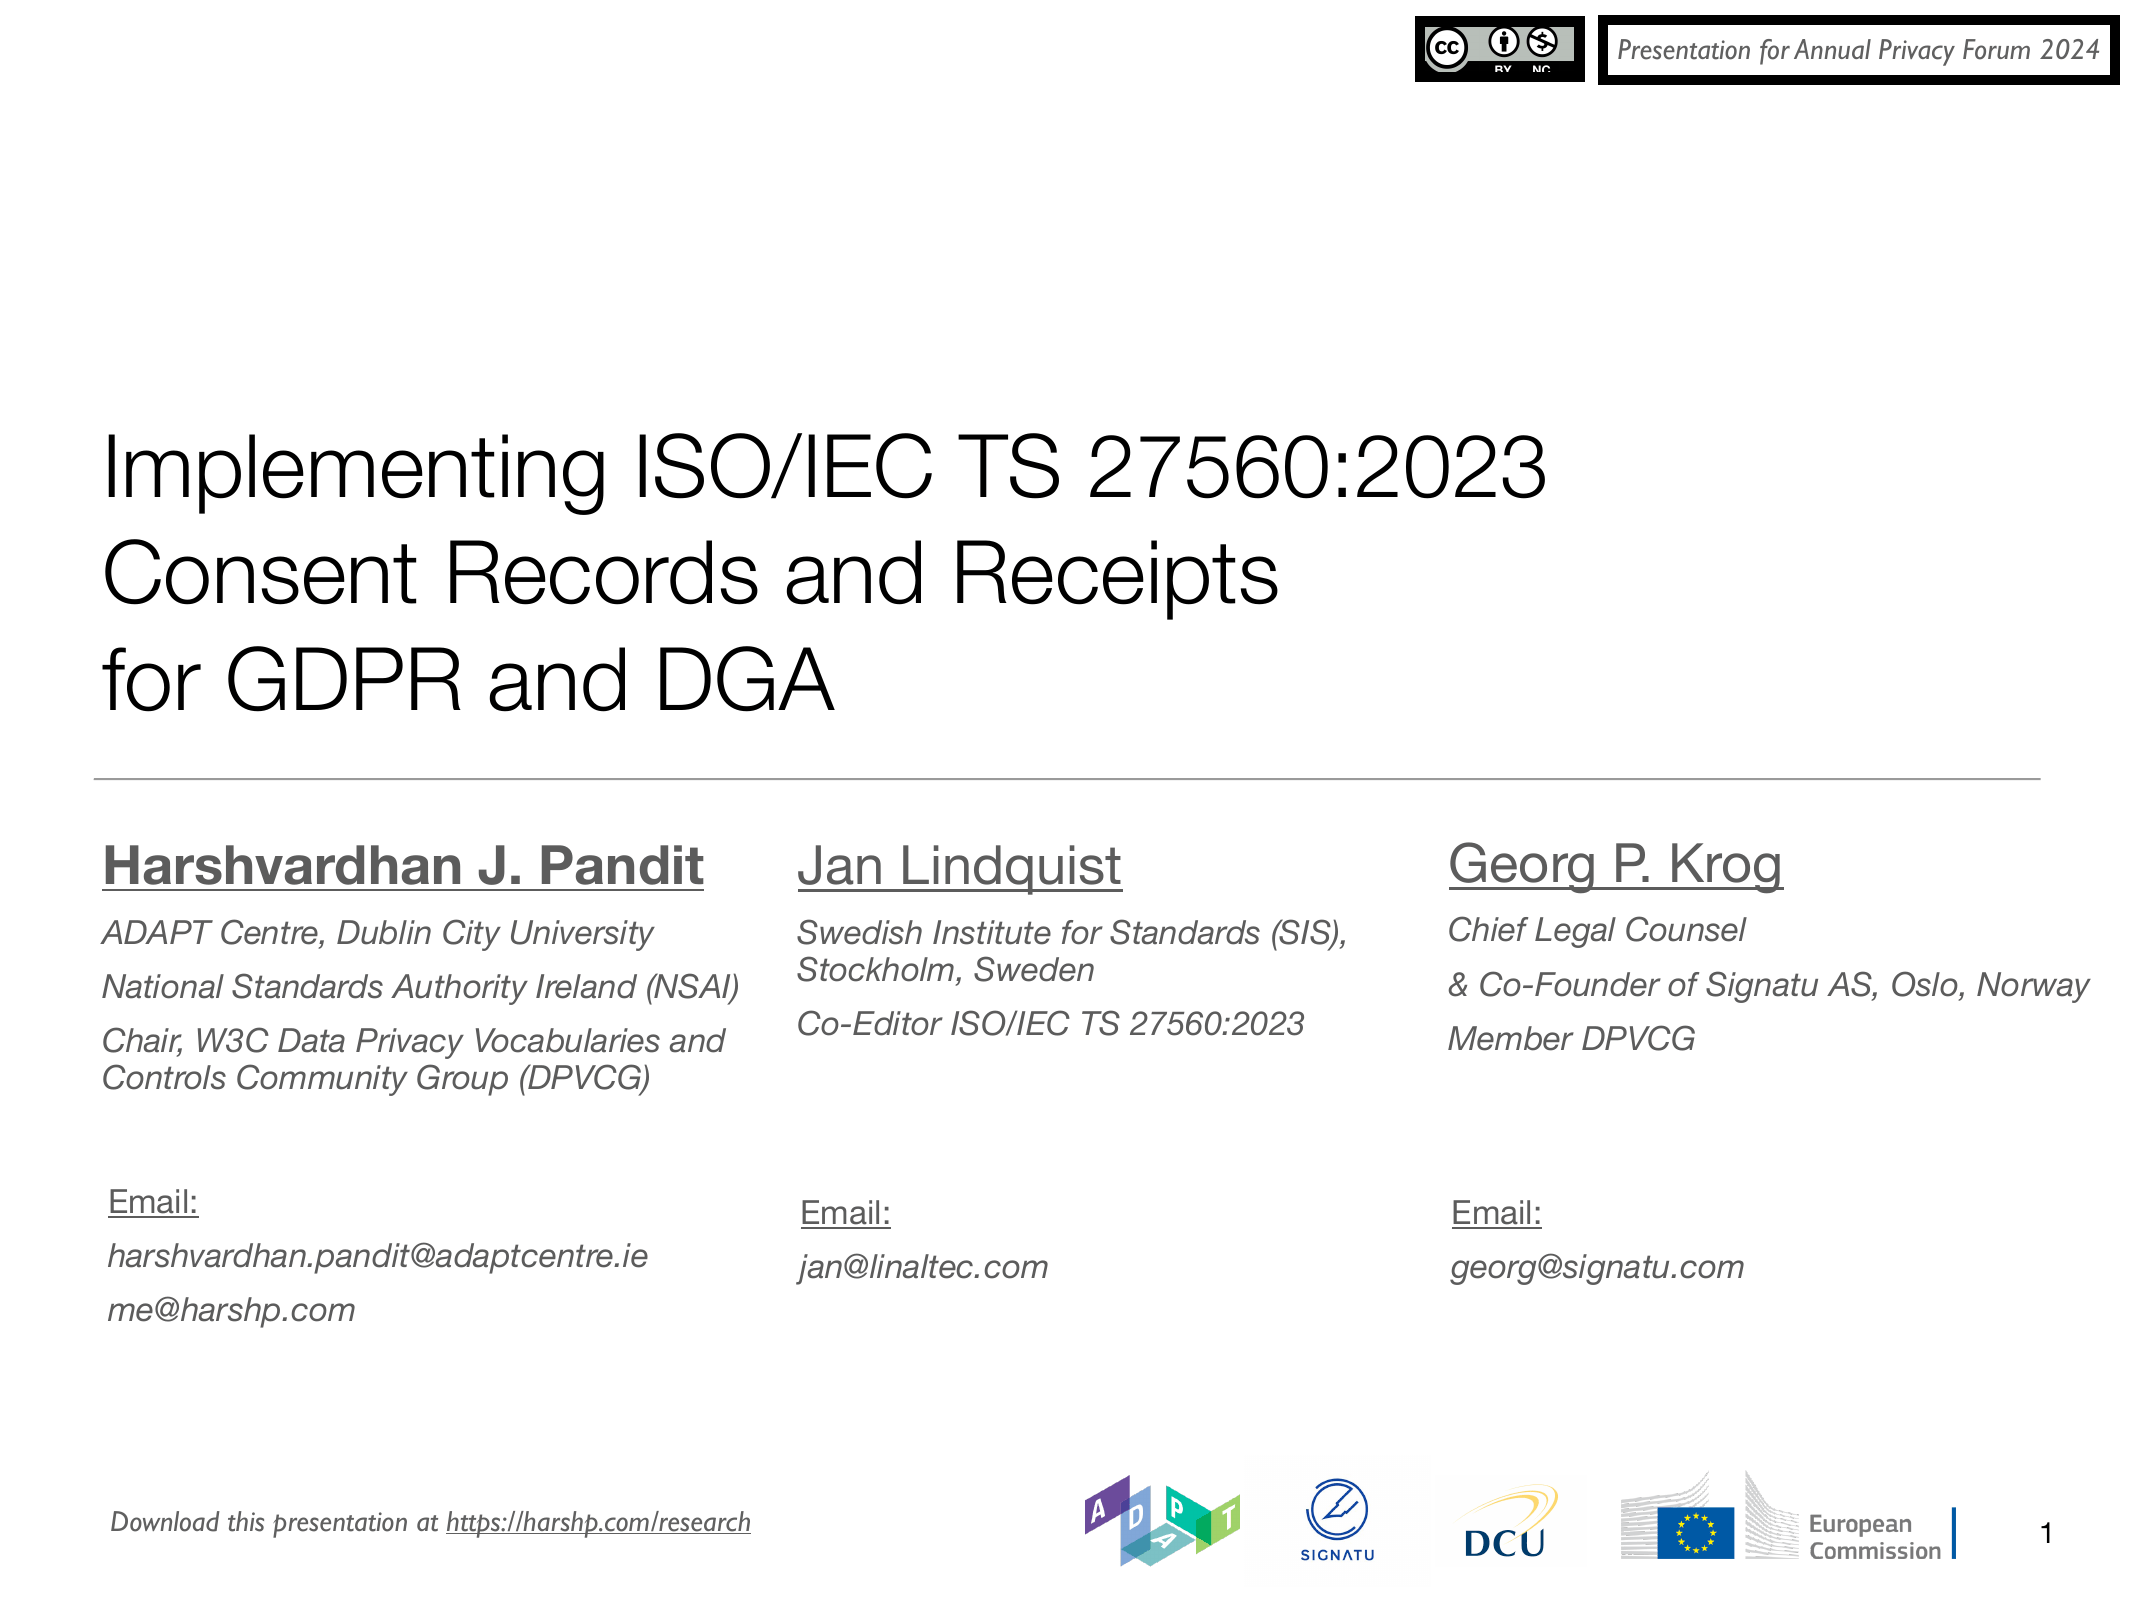 CC BY NC
Presentation for Annual Privacy Forum 2024
Implementing ISO/IEC TS 27560:2023
Consent Records and Receipts
for GDPR and DGA
Harshvardhan J. Pandit
ADAPT Centre, Dublin City University
National Standards Authority Ireland (NSAI)
Chair, W3C Data Privacy Vocabularies and
Controls Community Group (DPVCG)
Email:
harshvardhan.pandit@adaptcentre.ie
me@harshp.com
Jan Lindquist
Swedish Institute for Standards (SIS),
Stockholm, Sweden
Co-Editor ISO/IEC TS 27560:2023
Email:
jan@linaltec.com
Georg P. Krog
Chief Legal Counsel
& Co-Founder of Signatu AS, Oslo, Norway
Member DPVCG
Email:
georg@signatu.com
Download this presentation at https://harshp.com/research
ADAPT
SIGNATU
DCU
European
Commission
1